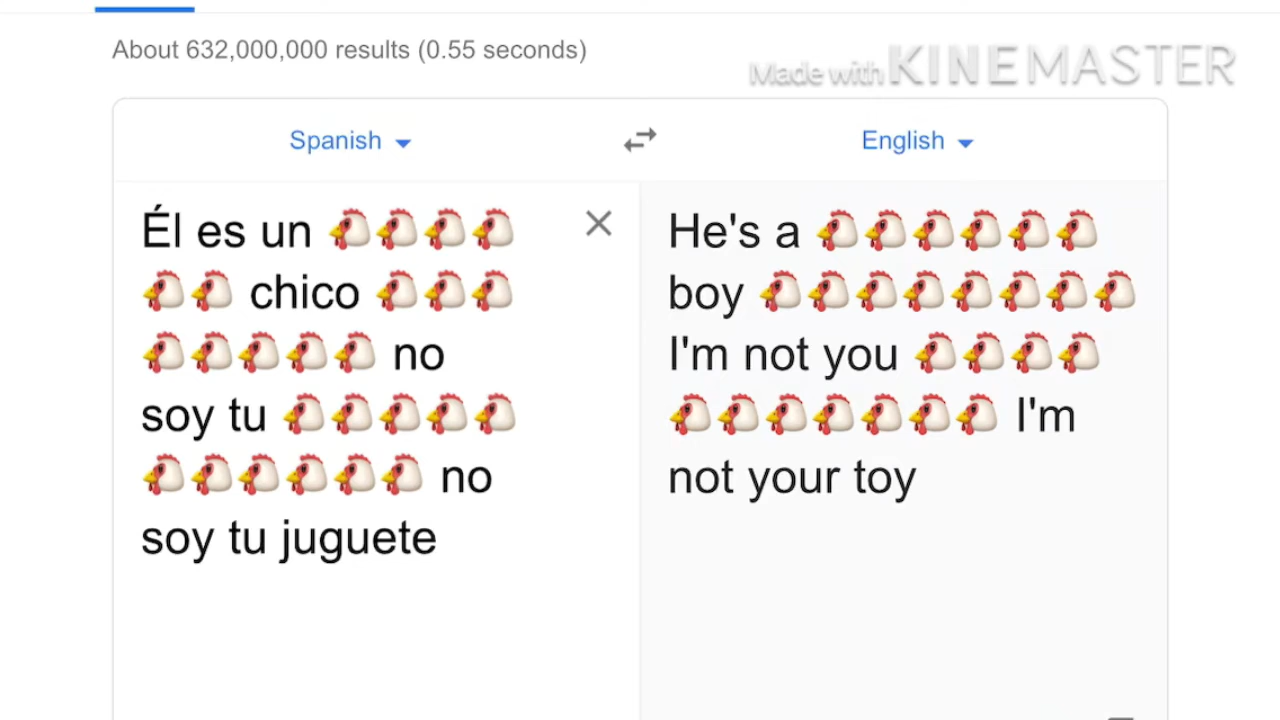 About 632,000,000 results (0.55 seconds)
Made with KINEMASTER
Spanish
English
Él es un 🐔🐔🐔🐔
🐔🐔 chico 🐔🐔🐔
🐔🐔🐔🐔🐔 no
soy tu 🐔🐔🐔🐔🐔
🐔🐔🐔🐔🐔🐔 no
soy tu juguete
He's a 🐔🐔🐔🐔🐔🐔
boy 🐔🐔🐔🐔🐔🐔🐔🐔
I'm not you 🐔🐔🐔🐔
🐔🐔🐔🐔🐔🐔🐔 I'm
not your toy